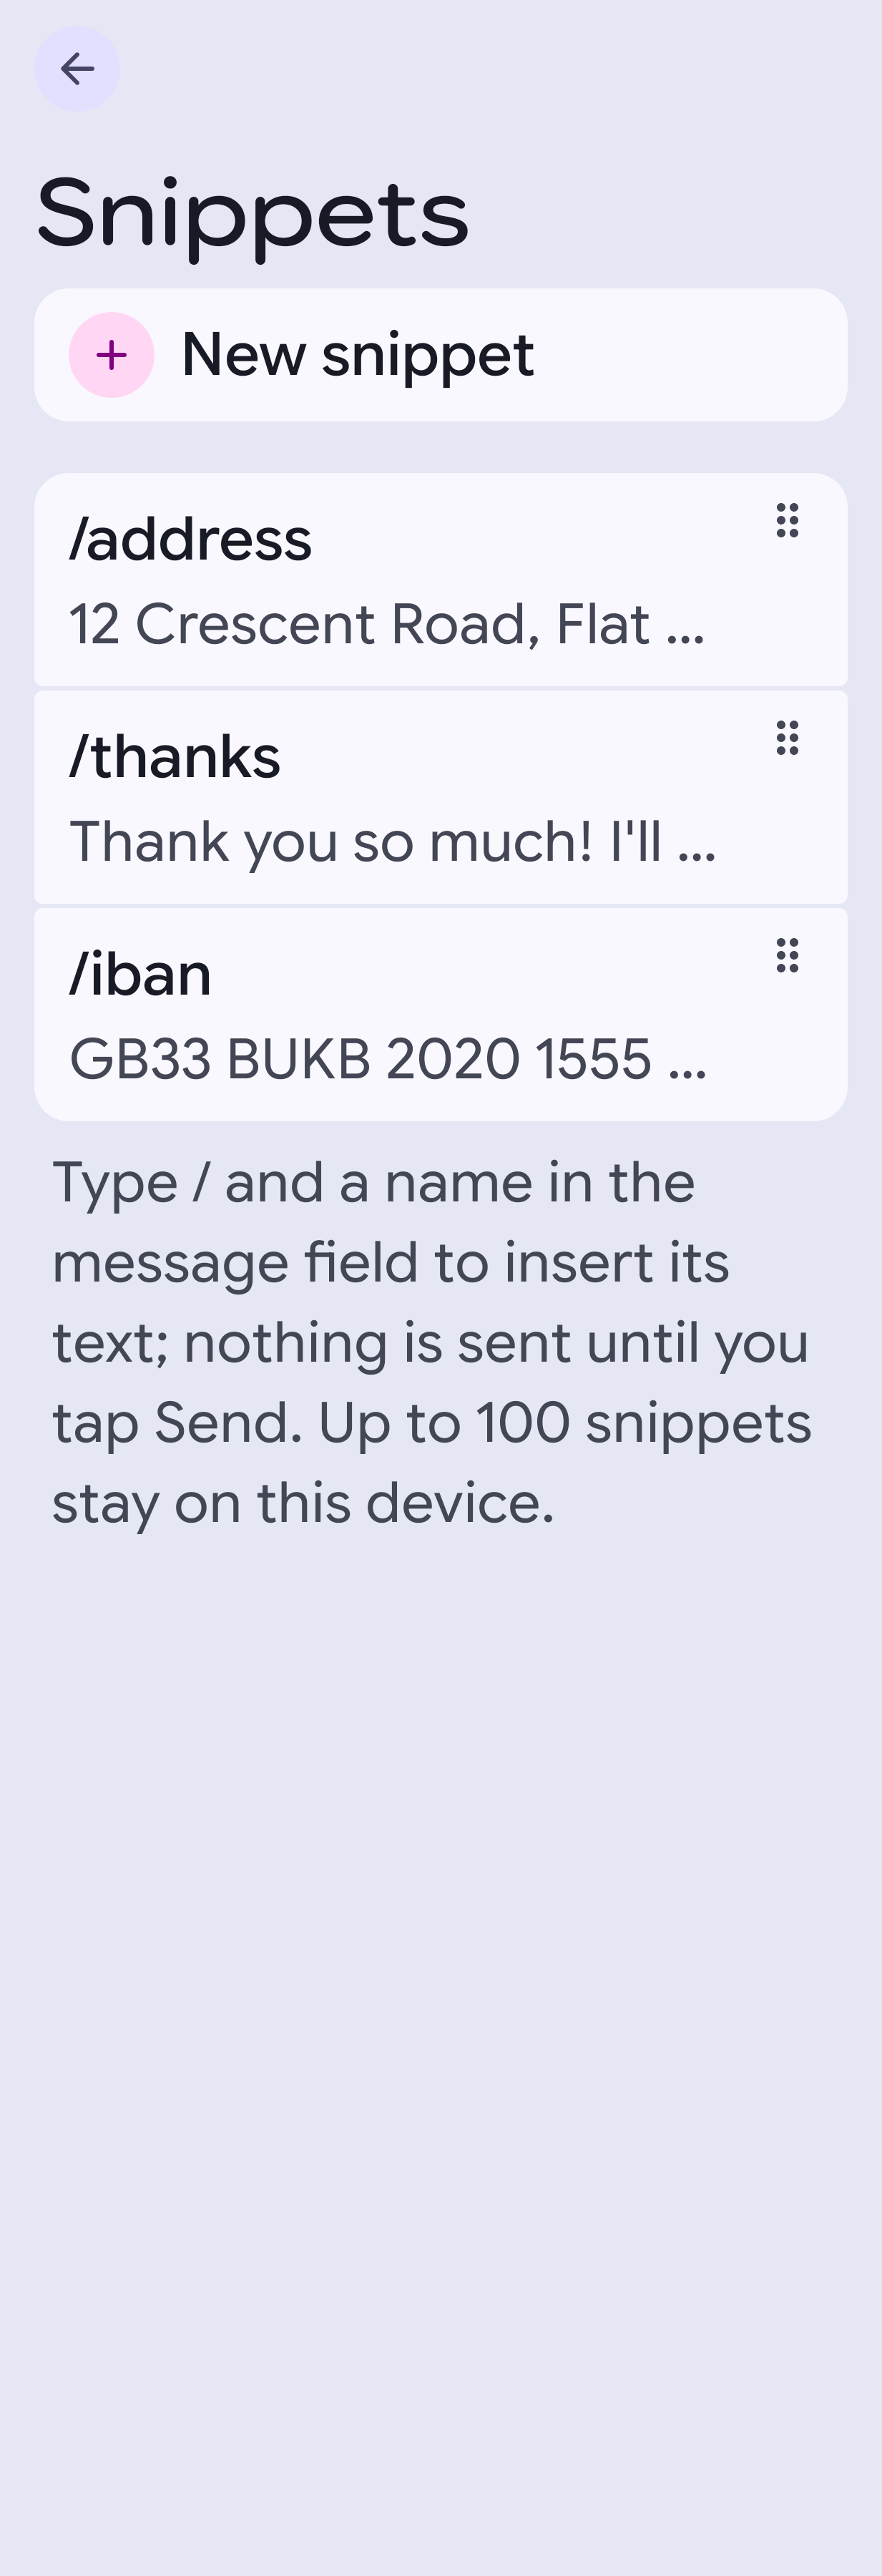 Snippets
New snippet
/address
12 Crescent Road, Flat ...
/thanks
Thank you so much! I'll ...
/iban
GB33 BUKB 2020 1555 ...
Type / and a name in the
message field to insert its
text; nothing is sent until you
tap Send. Up to 100 snippets
stay on this device.